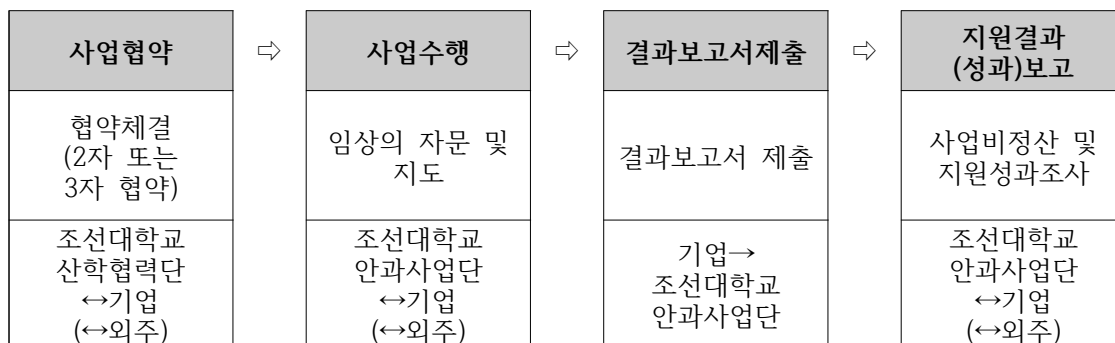 사업협약 ⇨ 사업수행 ⇨ 결과보고서제출 ⇨ 지원결과
(성과)보고
협약체결
(2자 또는
3자 협약)
임상의 자문 및
지도
결과보고서 제출
사업비정산 및
지원성과조사
조선대학교
산학협력단
↔기업
(↔외주)
조선대학교
안과사업단
↔기업
(↔외주)
기업→
조선대학교
안과사업단
조선대학교
안과사업단
↔기업
(↔외주)